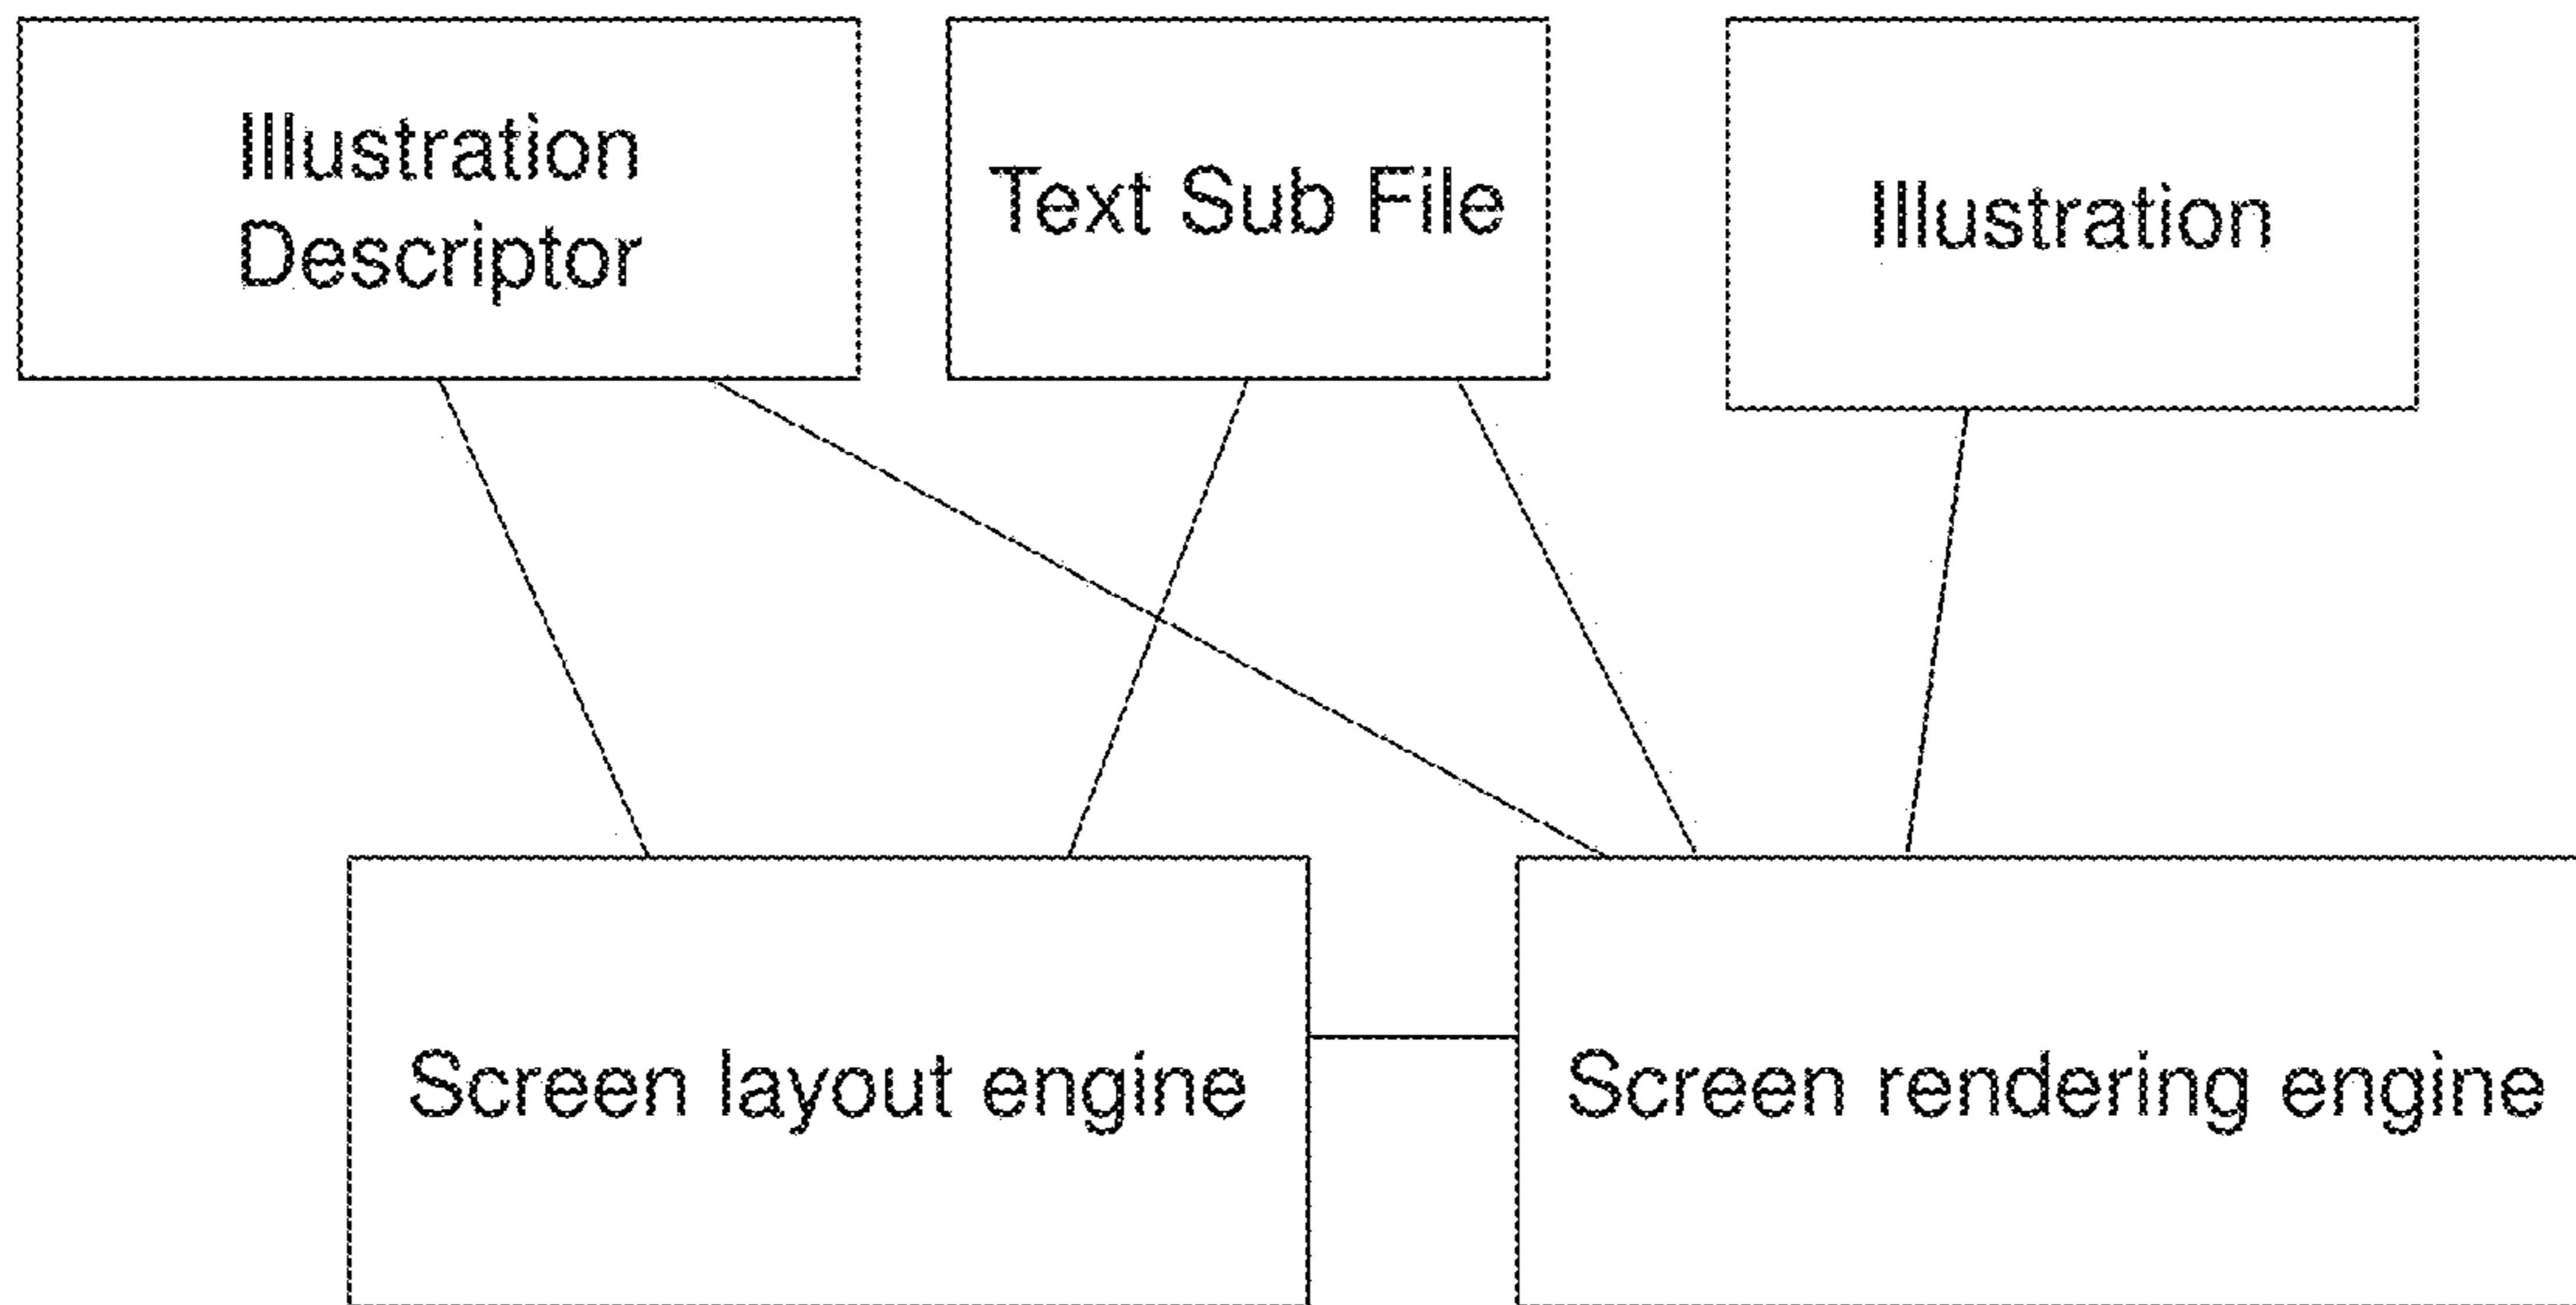 Illustration
Descriptor
Text Sub File
Illustration
Screen layout engine
Screen rendering engine